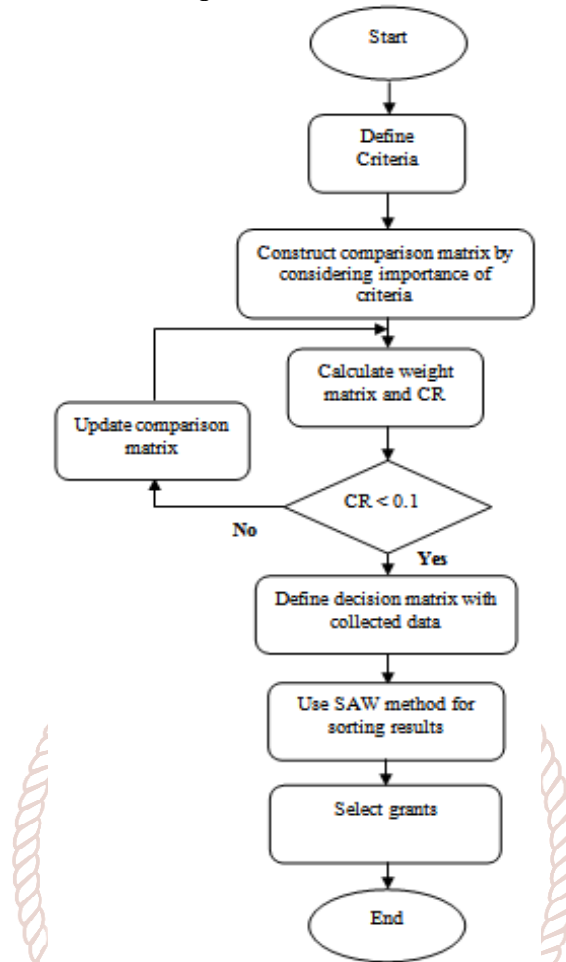 Start
Define
Criteria
Construct comparison matrix by
considering importance of
criteria
Calculate weight
matrix and CR
Update comparison
matrix
CR < 0.1
No
Yes
Define decision matrix with
collected data
Use SAW method for
sorting results
Select grants
End